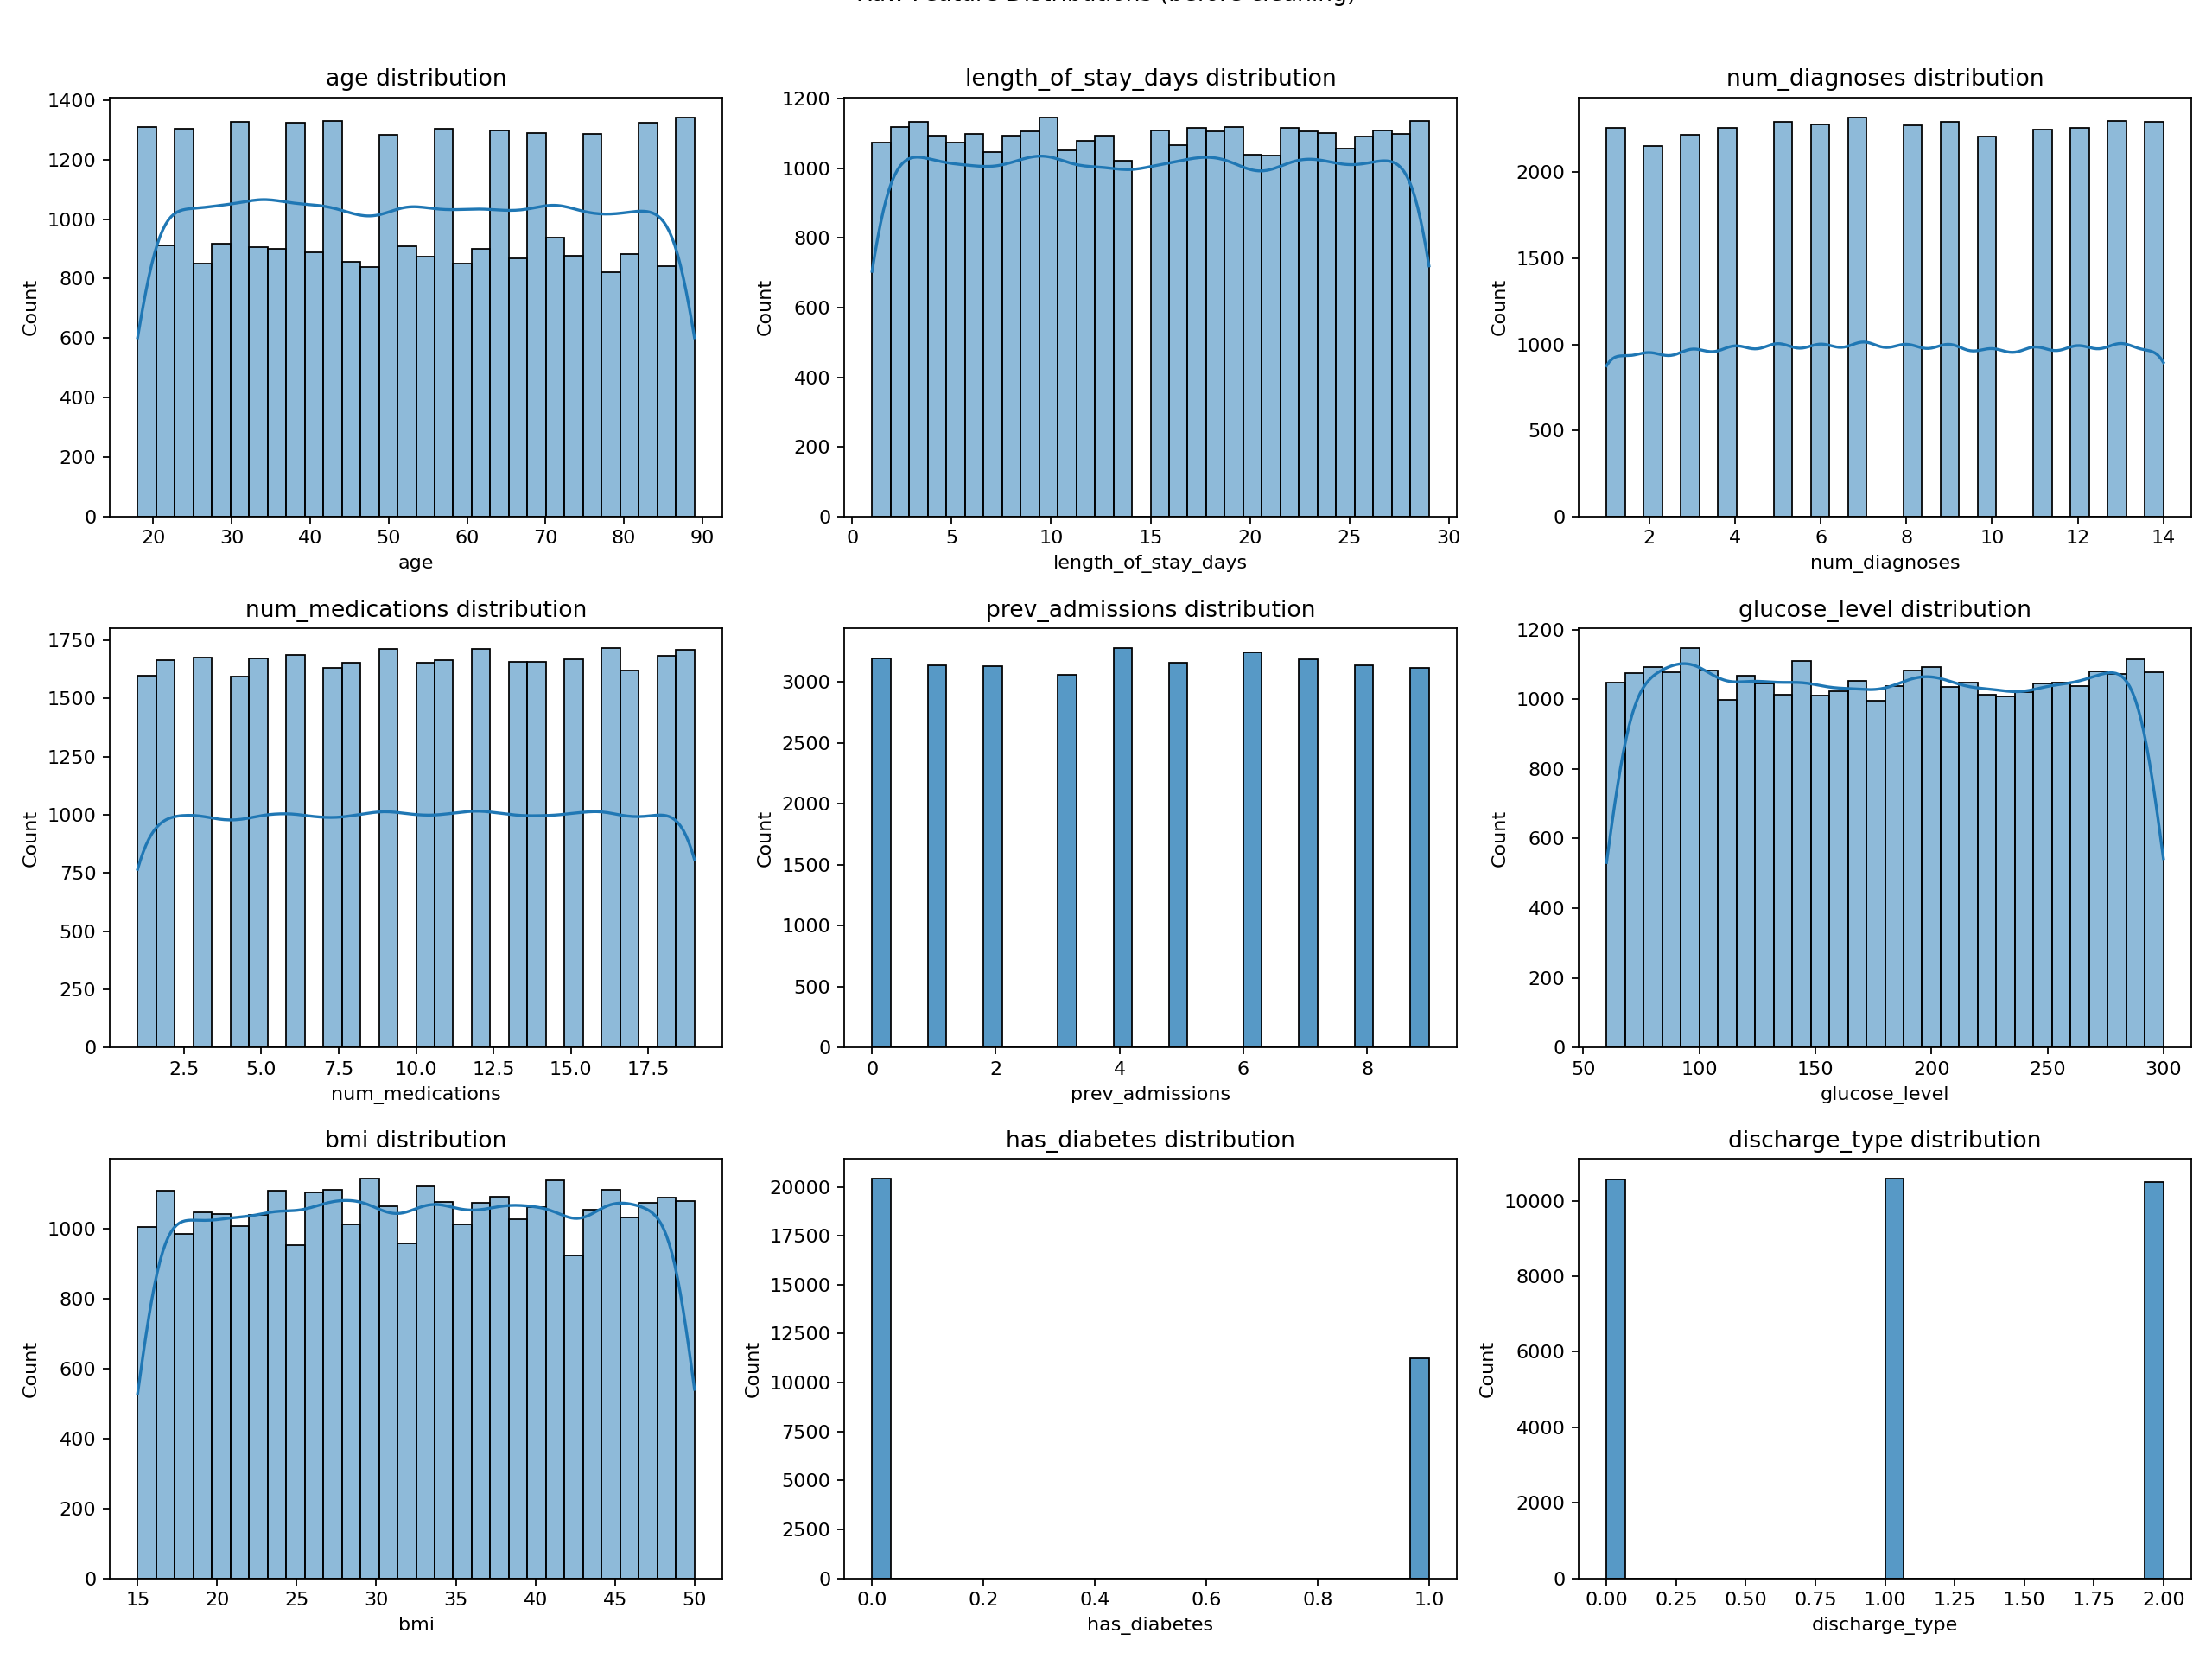 Raw Feature Distributions (before cleaning)
age distribution
length_of_stay_days distribution
num_diagnoses distribution
1400
1200
1000
800
600
400
200
0
Count
20 30 40 50 60 70 80 90
age
1200
1000
800
600
400
200
0
Count
0 5 10 15 20 25 30
length_of_stay_days
2000
1500
1000
500
0
Count
2 4 6 8 10 12 14
num_diagnoses
num_medications distribution
prev_admissions distribution
glucose_level distribution
1750
1500
1250
1000
750
500
250
0
Count
2.5 5.0 7.5 10.0 12.5 15.0 17.5
num_medications
3000
2500
2000
1500
1000
500
0
Count
0 2 4 6 8
prev_admissions
1200
1000
800
600
400
200
0
Count
50 100 150 200 250 300
glucose_level
bmi distribution
has_diabetes distribution
discharge_type distribution
1000
800
600
400
200
0
Count
15 20 25 30 35 40 45 50
bmi
20000
17500
15000
12500
10000
7500
5000
2500
0
Count
0.0 0.2 0.4 0.6 0.8 1.0
has_diabetes
10000
8000
6000
4000
2000
0
Count
0.00 0.25 0.50 0.75 1.00 1.25 1.50 1.75 2.00
discharge_type